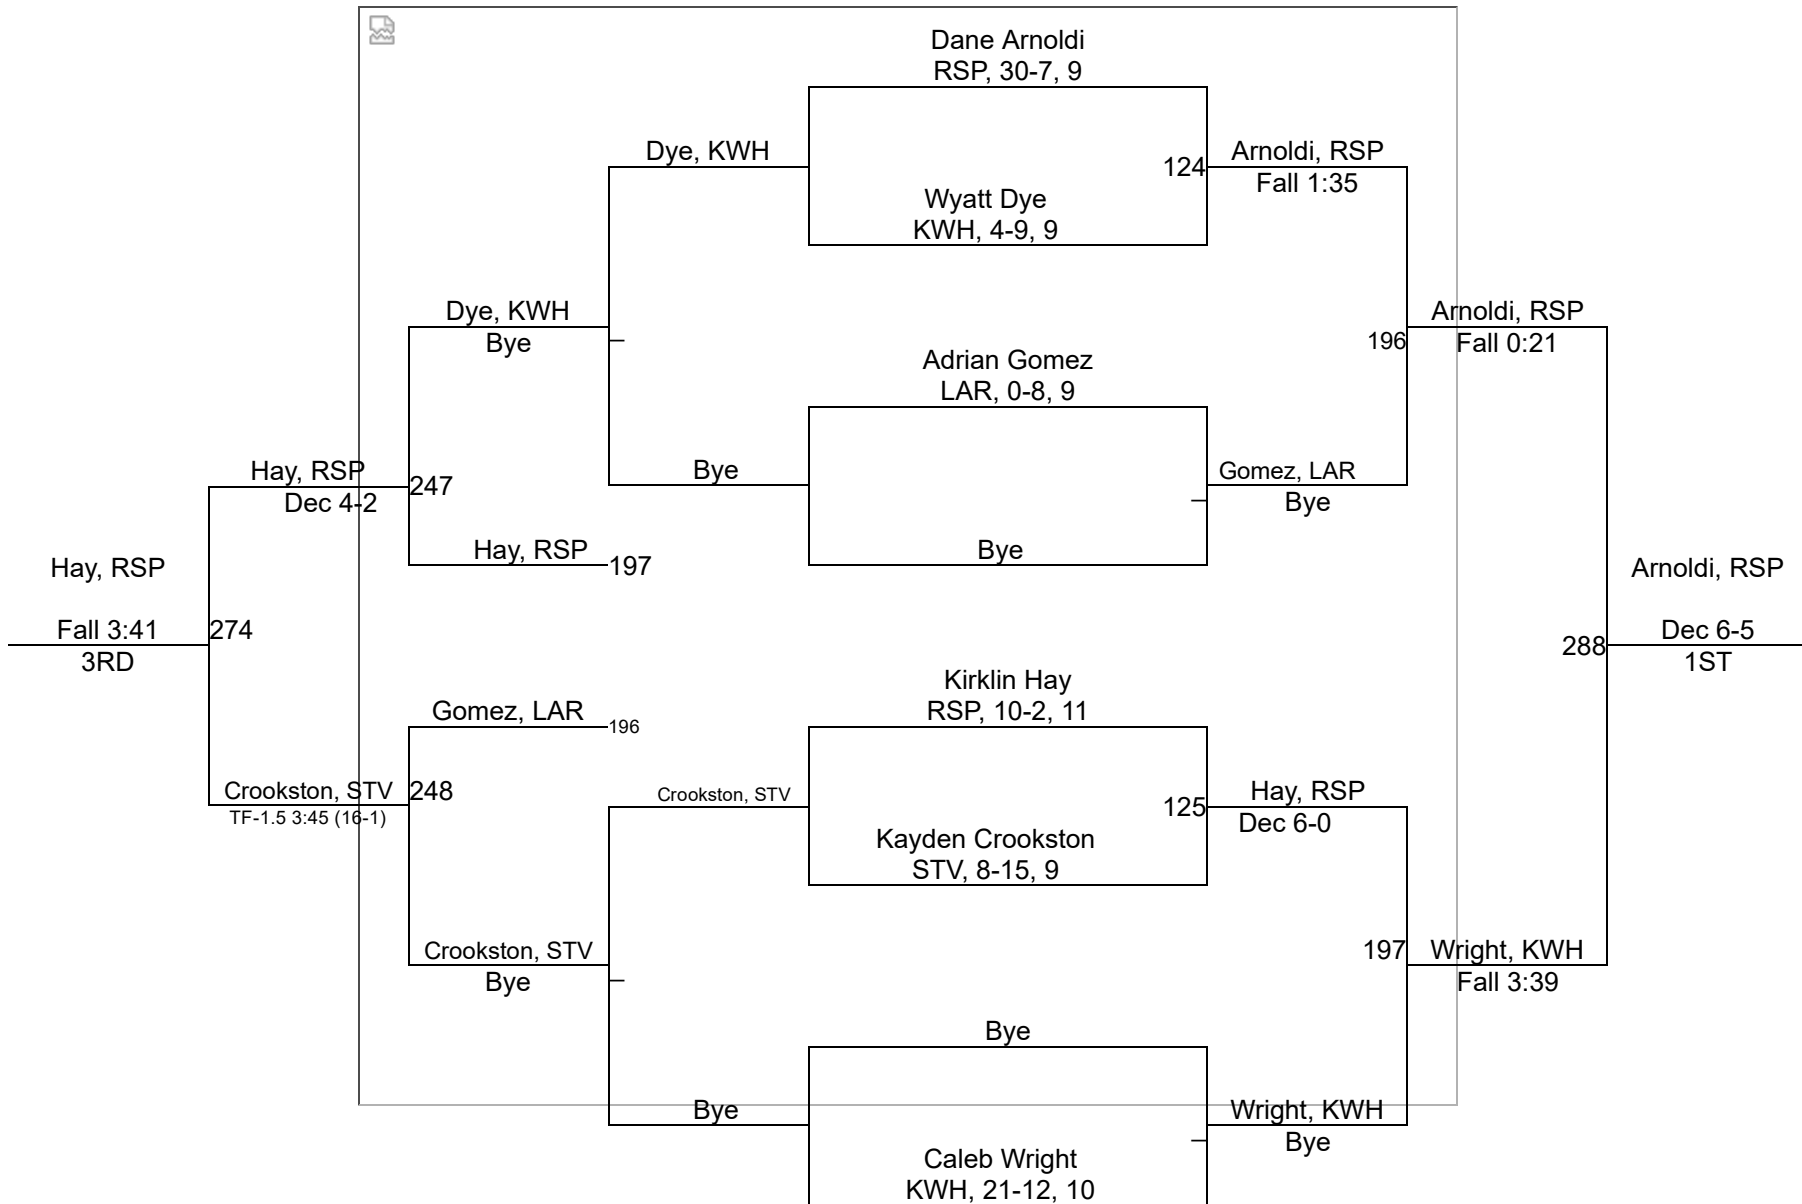 Dane Arnoldi
RSP, 30-7, 9
Dye, KWH
124
Arnoldi, RSP
Fall 1:35
Wyatt Dye
KWH, 4-9, 9
Dye, KWH
Bye
Arnoldi, RSP
196
Fall 0:21
Adrian Gomez
LAR, 0-8, 9
Hay, RSP
247
Dec 4-2
Bye
Gomez, LAR
Bye
Hay, RSP
197
Bye
Hay, RSP
Arnoldi, RSP
Fall 3:41
274
3RD
288
Dec 6-5
1ST
Kirklin Hay
RSP, 10-2, 11
Gomez, LAR
196
Crookston, STV
248
TF-1.5 3:45 (16-1)
Crookston, STV
125
Hay, RSP
Dec 6-0
Kayden Crookston
STV, 8-15, 9
Crookston, STV
Bye
197
Wright, KWH
Fall 3:39
Bye
Bye
Wright, KWH
Bye
Caleb Wright
KWH, 21-12, 10